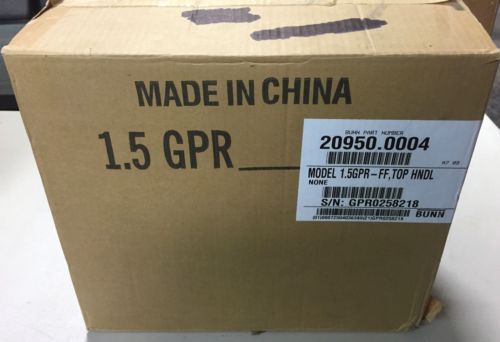 MADE IN CHINA
1.5 GPR
BUNN PART NUMBER
20950.0004
MODEL 1.5GPR-FF,TOP HNDL
NONE
S/N: GPR0258218
BUNN